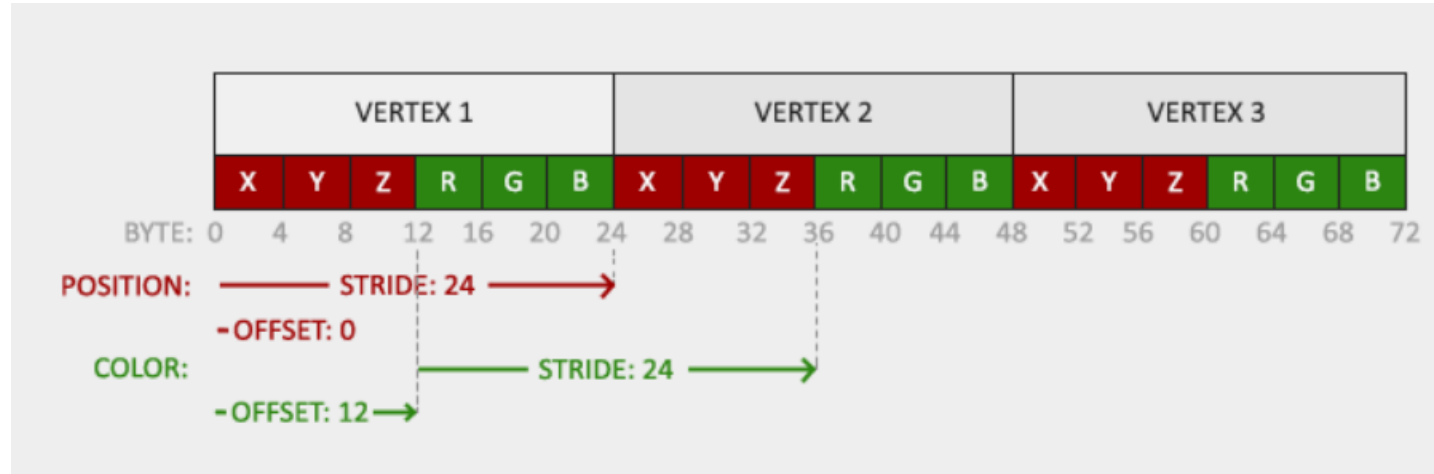 VERTEX 1 VERTEX 2 VERTEX 3
X Y Z R G B X Y Z R G B X Y Z R G B
BYTE: 0 4 8 12 16 20 24 28 32 36 40 44 48 52 56 60 64 68 72
POSITION: STRIDE: 24
-OFFSET: 0
COLOR: STRIDE: 24
-OFFSET: 12